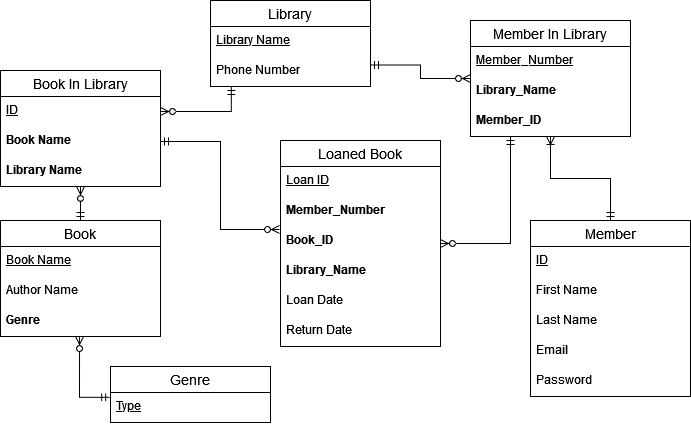 Library
Library Name
Phone Number
Member In Library
Member_Number
Library_Name
Member_ID
Book In Library
ID
Book Name
Library Name
Loaned Book
Loan ID
Member_Number
Book_ID
Library_Name
Loan Date
Return Date
Book
Book Name
Author Name
Genre
Member
ID
First Name
Last Name
Email
Password
Genre
Type